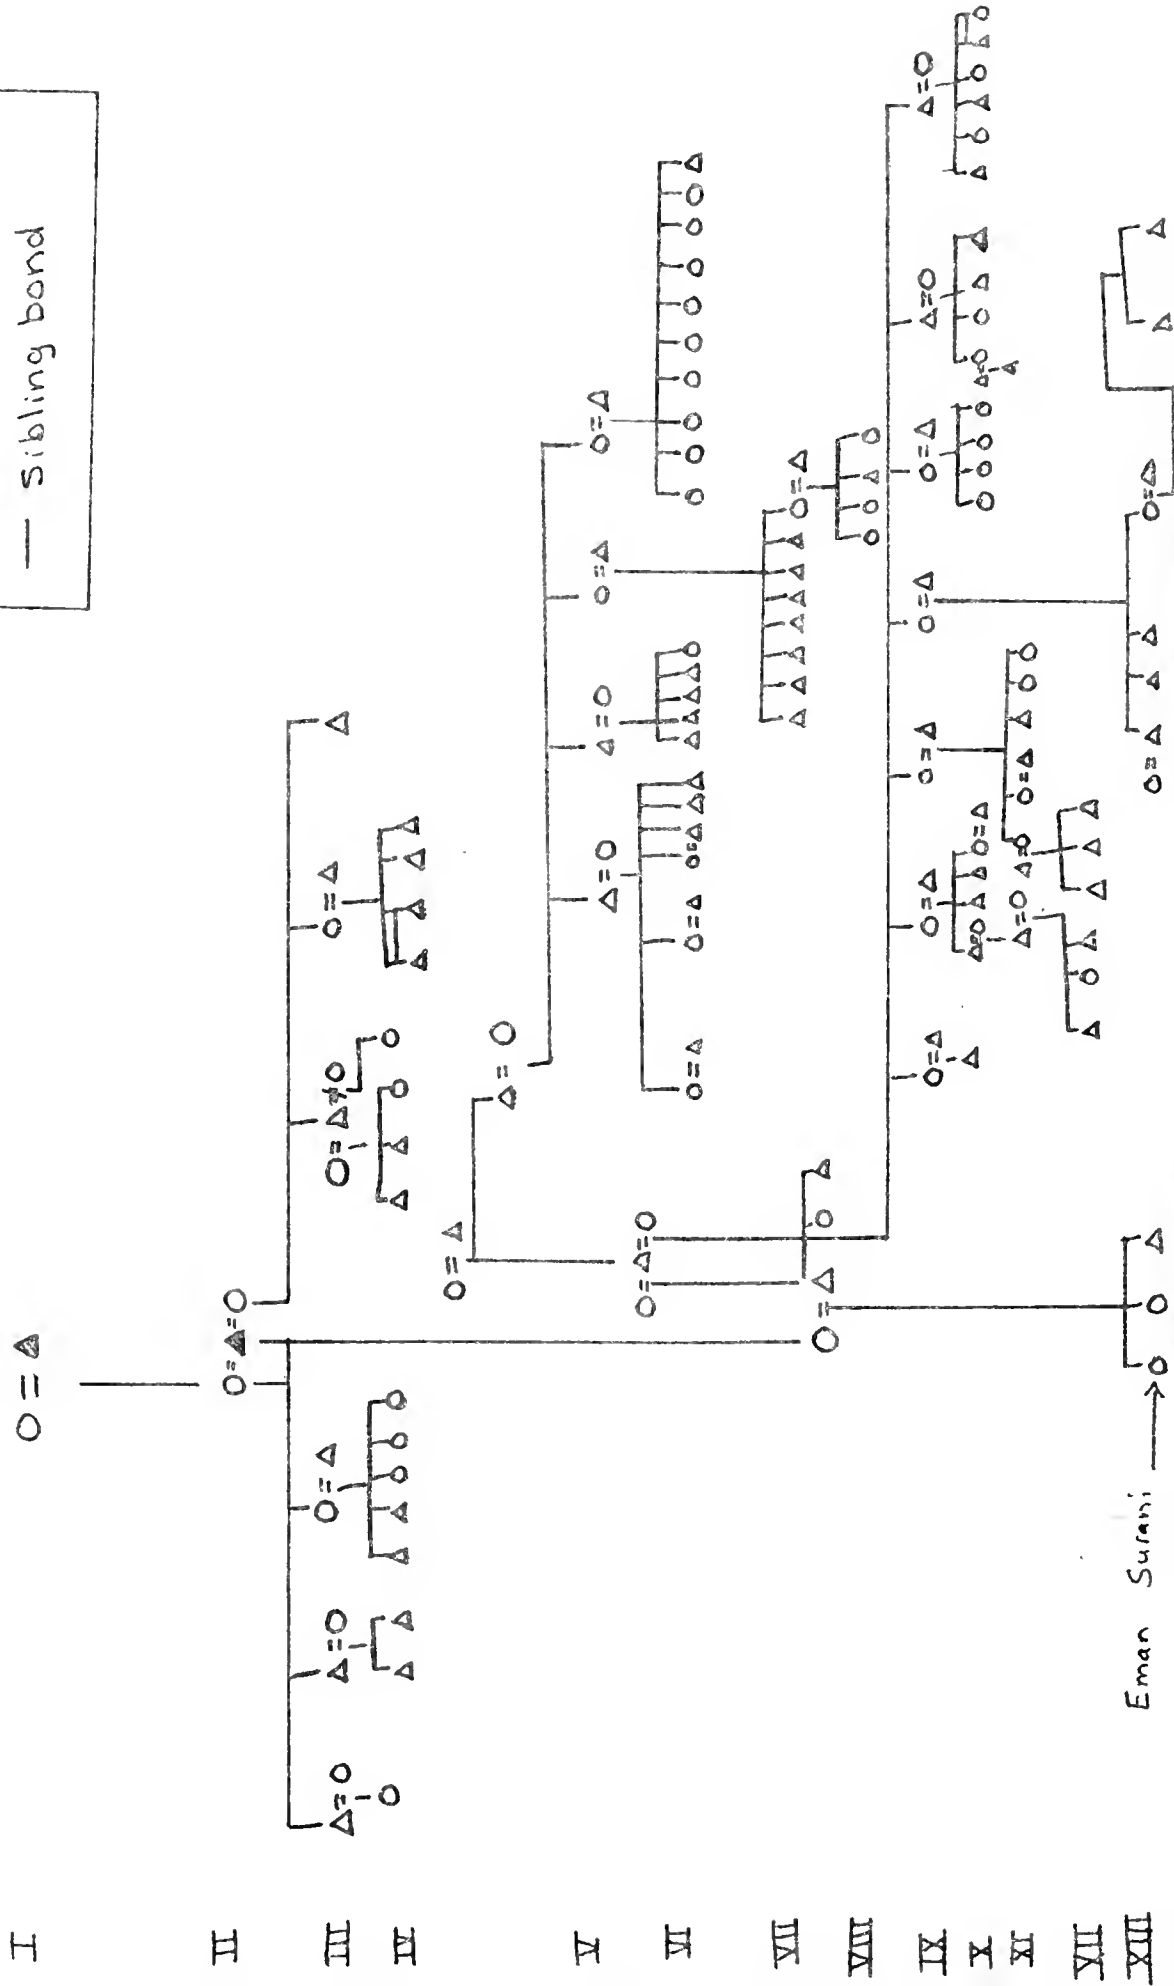 — Sibling bond
I
II
III
IV
V
VI
VII
VIII
IX
X
XI
XII
XIII
Eman Surani